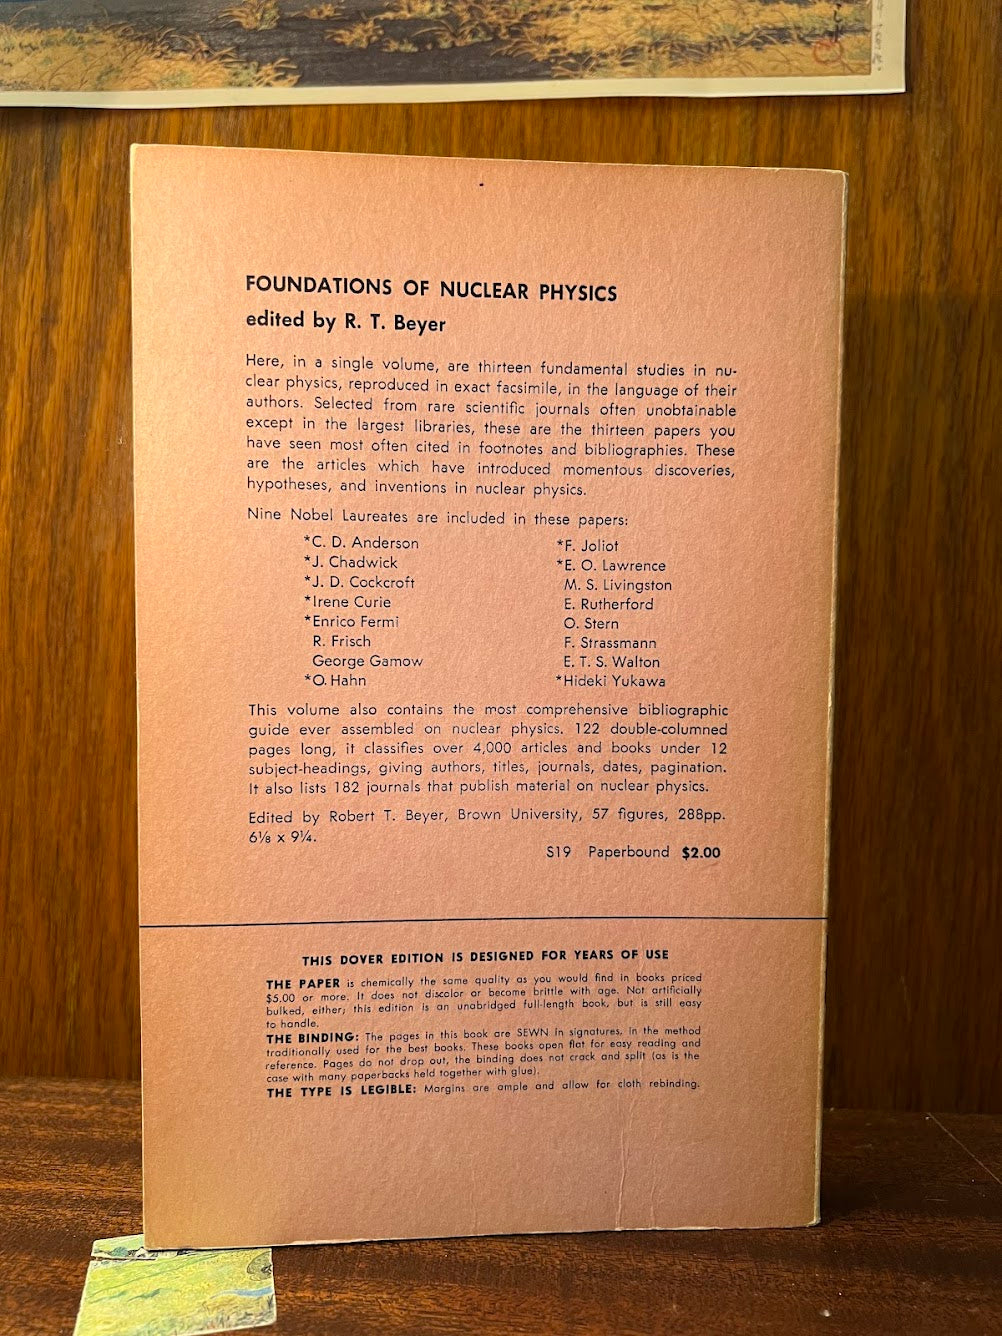 FOUNDATIONS OF NUCLEAR PHYSICS
edited by R. T. Beyer
Here, in a single volume, are thirteen fundamental studies in nu-
clear physics, reproduced in exact facsimile, in the language of their
authors. Selected from rare scientific journals often unobtainable
except in the largest libraries, these are the thirteen papers you
have seen most often cited in footnotes and bibliographies. These
are the articles which have introduced momentous discoveries,
hypotheses, and inventions in nuclear physics.
Nine Nobel Laureates are included in these papers:
*C. D. Anderson
*J. Chadwick
*J. D. Cockcroft
*Irene Curie
*Enrico Fermi
R. Frisch
George Gamow
*O. Hahn
*F. Joliot
*E. O. Lawrence
M. S. Livingston
E. Rutherford
O. Stern
F. Strassmann
E. T. S. Walton
*Hideki Yukawa
This volume also contains the most comprehensive bibliographic
guide ever assembled on nuclear physics. 122 double-columned
pages long, it classifies over 4,000 articles and books under 12
subject-headings, giving authors, titles, journals, dates, pagination.
It also lists 182 journals that publish material on nuclear physics.
Edited by Robert T. Beyer, Brown University, 57 figures, 288pp.
6⅛ x 9¼.
S19 Paperbound $2.00
THIS DOVER EDITION IS DESIGNED FOR YEARS OF USE
THE PAPER is chemically the same quality as you would find in books priced
$5.00 or more. It does not discolor or become brittle with age. Not artificially
bulked, either; this edition is an unabridged full-length book, but is still easy
to handle.
THE BINDING: The pages in this book are SEWN in signatures, in the method
traditionally used for the best books. These books open flat for easy reading and
reference. Pages do not drop out, the binding does not crack and split (as is the
case with many paperbacks held together with glue).
THE TYPE IS LEGIBLE: Margins are ample and allow for cloth rebinding.